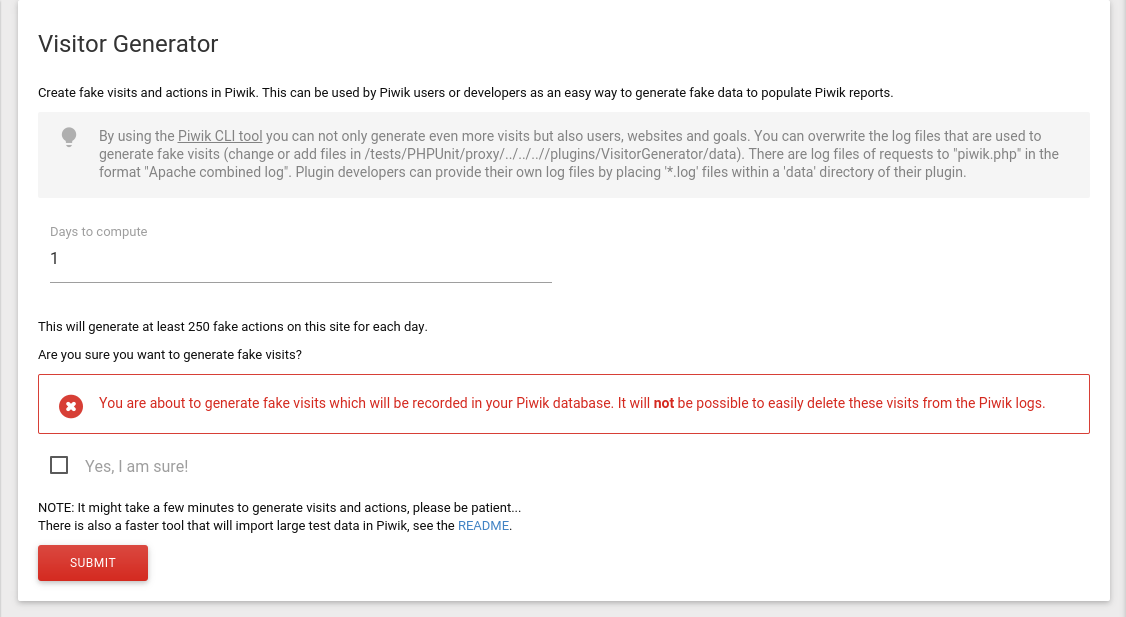 Visitor Generator
Create fake visits and actions in Piwik. This can be used by Piwik users or developers as an easy way to generate fake data to populate Piwik reports.
By using the Piwik CLI tool you can not only generate even more visits but also users, websites and goals. You can overwrite the log files that are used to
generate fake visits (change or add files in /tests/PHPUnit/proxy/../../..//plugins/VisitorGenerator/data). There are log files of requests to "piwik.php" in the
format "Apache combined log". Plugin developers can provide their own log files by placing '*.log' files within a 'data' directory of their plugin.
Days to compute
1
This will generate at least 250 fake actions on this site for each day.
Are you sure you want to generate fake visits?
You are about to generate fake visits which will be recorded in your Piwik database. It will not be possible to easily delete these visits from the Piwik logs.
Yes, I am sure!
NOTE: It might take a few minutes to generate visits and actions, please be patient...
There is also a faster tool that will import large test data in Piwik, see the README.
SUBMIT